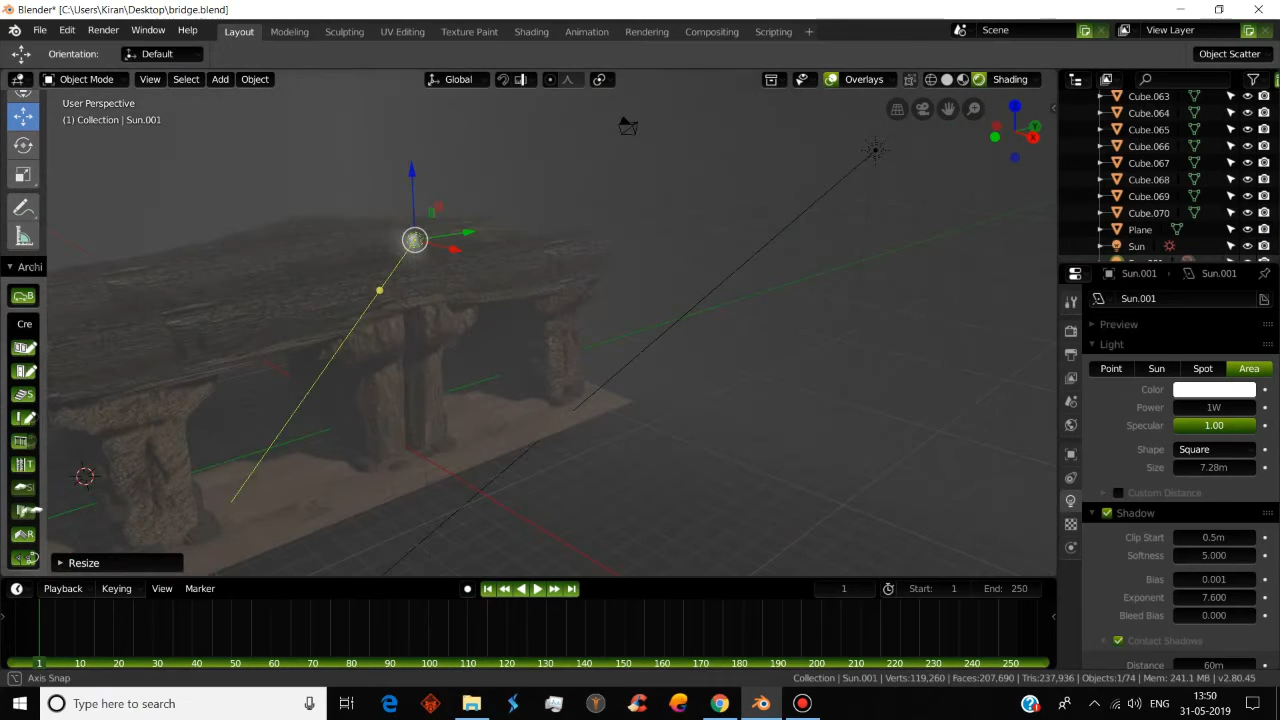 Blender* [C:\Users\Kiran\Desktop\bridge.blend]
File Edit Render Window Help Layout Modeling Sculpting UV Editing Texture Paint Shading Animation Rendering Compositing Scripting + Scene View Layer
Orientation: Default Object Scatter
Object Mode View Select Add Object Global Overlays Shading
User Perspective
(1) Collection | Sun.001
Cube.063
Cube.064
Cube.065
Cube.066
Cube.067
Cube.068
Cube.069
Cube.070
Plane
Sun
Archi
Cre
Sun.001 Sun.001
Sun.001
Preview
Light
Point Sun Spot Area
Color
Power 1W
Specular 1.00
Shape Square
Size 7.28m
Custom Distance
Shadow
Clip Start 0.5m
Softness 5.000
Bias 0.001
Exponent 7.600
Bleed Bias 0.000
Contact Shadows
Distance 60m
Resize
Playback Keying View Marker 1 Start: 1 End: 250
1 10 20 30 40 50 60 70 80 90 100 110 120 130 140 150 160 170 180 190 200 210 220 230 240 250
Axis Snap Collection | Sun.001 | Verts:119,260 | Faces:207,690 | Tris:237,936 | Objects:1/74 | Mem: 241.1 MB | v2.80.45
Type here to search ENG 13:50
31-05-2019